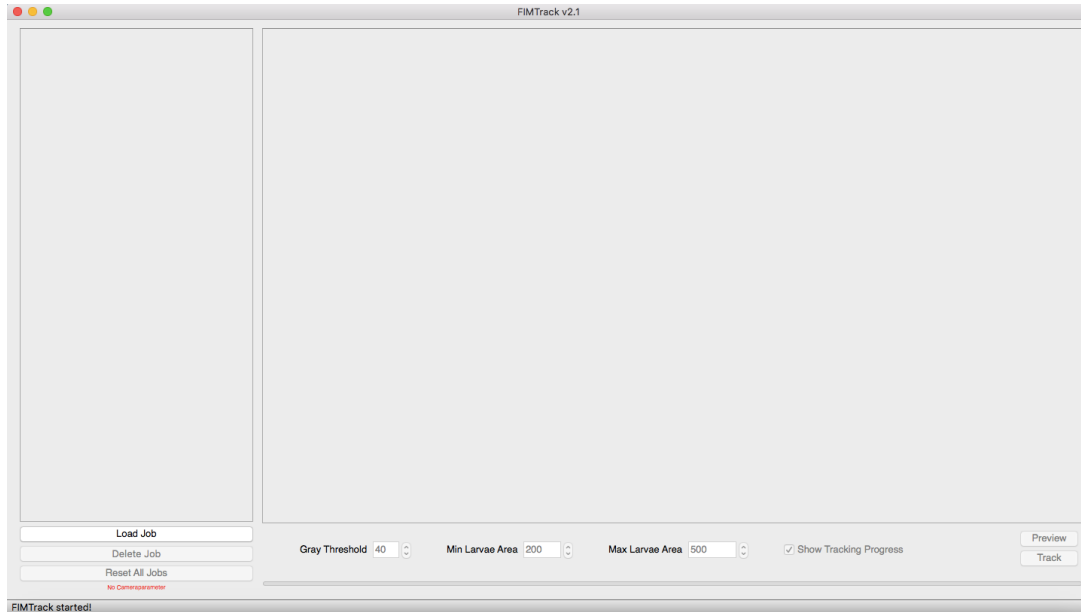 FIMTrack v2.1
Load Job
Delete Job
Reset All Jobs
No Cameraparameter
Gray Threshold 40
Min Larvae Area 200
Max Larvae Area 500
Show Tracking Progress
Preview
Track
FIMTrack started!